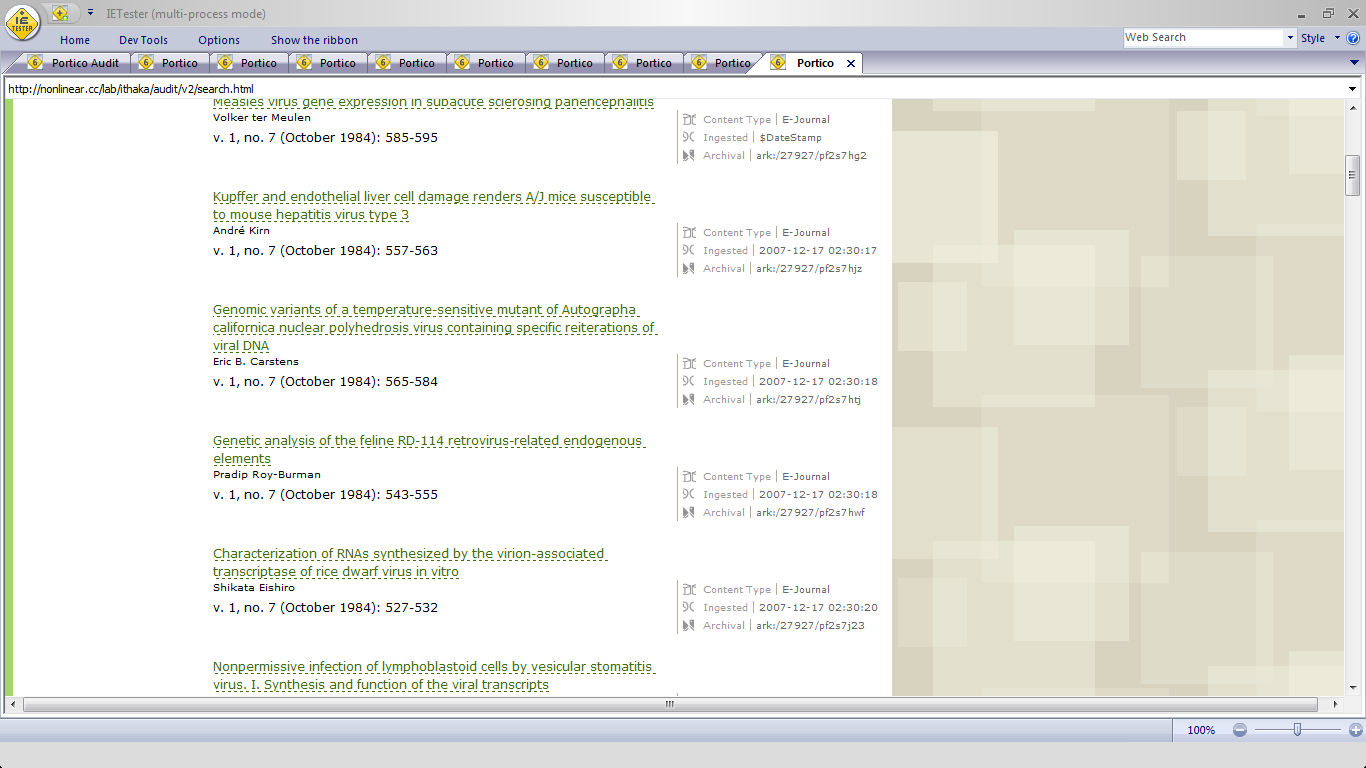 IE
TESTER
IETester (multi-process mode)
Home Dev Tools Options Show the ribbon
Web Search Style
6 Portico Audit 6 Portico 6 Portico 6 Portico 6 Portico 6 Portico 6 Portico 6 Portico 6 Portico 6 Portico
http://nonlinear.cc/lab/ithaka/audit/v2/search.html
Measles virus gene expression in subacute sclerosing panencephalitis
Volker ter Meulen
v. 1, no. 7 (October 1984): 585-595
Content Type | E-Journal
Ingested | $DateStamp
Archival | ark:/27927/pf2s7hg2
Kupffer and endothelial liver cell damage renders A/J mice susceptible
to mouse hepatitis virus type 3
André Kirn
v. 1, no. 7 (October 1984): 557-563
Content Type | E-Journal
Ingested | 2007-12-17 02:30:17
Archival | ark:/27927/pf2s7hjz
Genomic variants of a temperature-sensitive mutant of Autographa
californica nuclear polyhedrosis virus containing specific reiterations of
viral DNA
Eric B. Carstens
v. 1, no. 7 (October 1984): 565-584
Content Type | E-Journal
Ingested | 2007-12-17 02:30:18
Archival | ark:/27927/pf2s7htj
Genetic analysis of the feline RD-114 retrovirus-related endogenous
elements
Pradip Roy-Burman
v. 1, no. 7 (October 1984): 543-555
Content Type | E-Journal
Ingested | 2007-12-17 02:30:18
Archival | ark:/27927/pf2s7hwf
Characterization of RNAs synthesized by the virion-associated
transcriptase of rice dwarf virus in vitro
Shikata Eishiro
v. 1, no. 7 (October 1984): 527-532
Content Type | E-Journal
Ingested | 2007-12-17 02:30:20
Archival | ark:/27927/pf2s7j23
Nonpermissive infection of lymphoblastoid cells by vesicular stomatitis
virus. I. Synthesis and function of the viral transcripts
100%